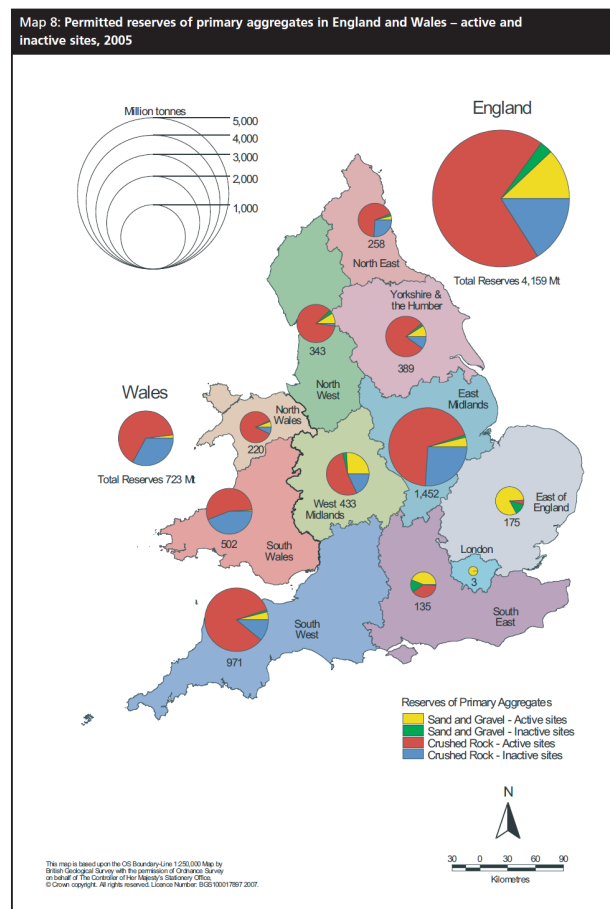 Map 8: Permitted reserves of primary aggregates in England and Wales – active and
inactive sites, 2005
Million tonnes
5,000
4,000
3,000
2,000
1,000
England
Total Reserves 4,159 Mt
258
North East
Yorkshire &
the Humber
343
389
North
West
East
Midlands
Wales
Total Reserves 723 Mt
North
Wales
220
1,452
West 433
Midlands
East of
England
175
502
South
Wales
London
3
135
South
East
South
West
971
Reserves of Primary Aggregates
Sand and Gravel - Active sites
Sand and Gravel - Inactive sites
Crushed Rock - Active sites
Crushed Rock - Inactive sites
N
30 0 30 60 90
Kilometres
This map is based upon the OS Boundary-Line 1:250,000 Map by
British Geological Survey with the permission of Ordnance Survey
on behalf of The Controller of Her Majesty's Stationery Office,
© Crown copyright. All rights reserved. Licence Number: BGS100017897 2007.